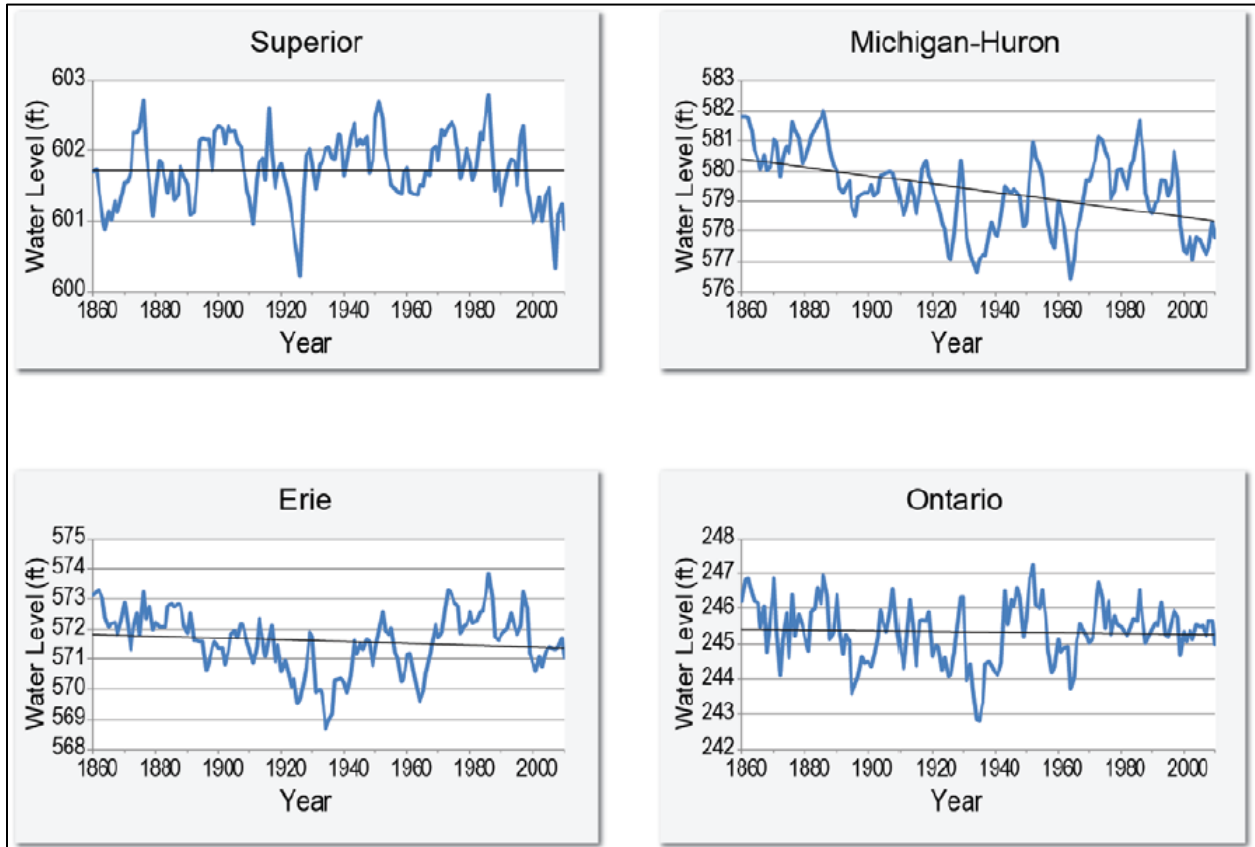 Superior
Water Level (ft)
603
602
601
600
1860 1880 1900 1920 1940 1960 1980 2000
Year
Michigan-Huron
Water Level (ft)
583
582
581
580
579
578
577
576
1860 1880 1900 1920 1940 1960 1980 2000
Year
Erie
Water Level (ft)
575
574
573
572
571
570
569
568
1860 1880 1900 1920 1940 1960 1980 2000
Year
Ontario
Water Level (ft)
248
247
246
245
244
243
242
1860 1880 1900 1920 1940 1960 1980 2000
Year